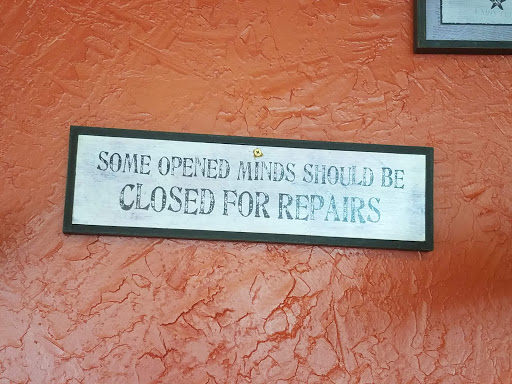 SOME OPENED MINDS SHOULD BE
CLOSED FOR REPAIRS